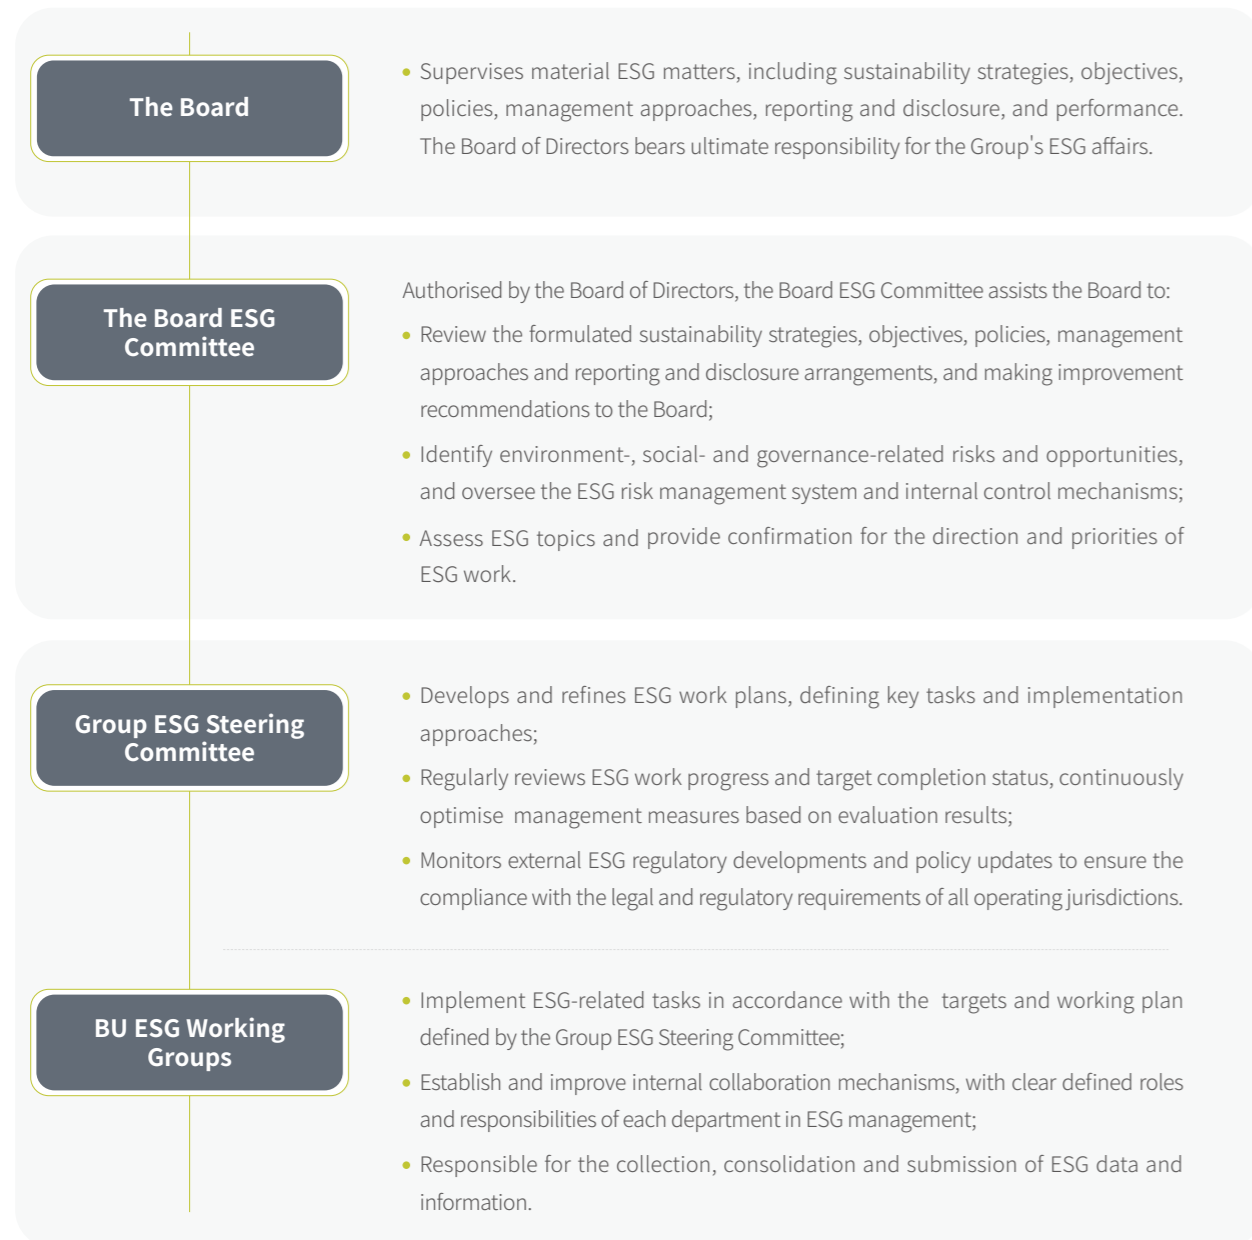 The Board
• Supervises material ESG matters, including sustainability strategies, objectives,
policies, management approaches, reporting and disclosure, and performance.
The Board of Directors bears ultimate responsibility for the Group's ESG affairs.
The Board ESG
Committee
Authorised by the Board of Directors, the Board ESG Committee assists the Board to:
• Review the formulated sustainability strategies, objectives, policies, management
approaches and reporting and disclosure arrangements, and making improvement
recommendations to the Board;
• Identify environment-, social- and governance-related risks and opportunities,
and oversee the ESG risk management system and internal control mechanisms;
• Assess ESG topics and provide confirmation for the direction and priorities of
ESG work.
Group ESG Steering
Committee
• Develops and refines ESG work plans, defining key tasks and implementation
approaches;
• Regularly reviews ESG work progress and target completion status, continuously
optimise management measures based on evaluation results;
• Monitors external ESG regulatory developments and policy updates to ensure the
compliance with the legal and regulatory requirements of all operating jurisdictions.
BU ESG Working
Groups
• Implement ESG-related tasks in accordance with the targets and working plan
defined by the Group ESG Steering Committee;
• Establish and improve internal collaboration mechanisms, with clear defined roles
and responsibilities of each department in ESG management;
• Responsible for the collection, consolidation and submission of ESG data and
information.